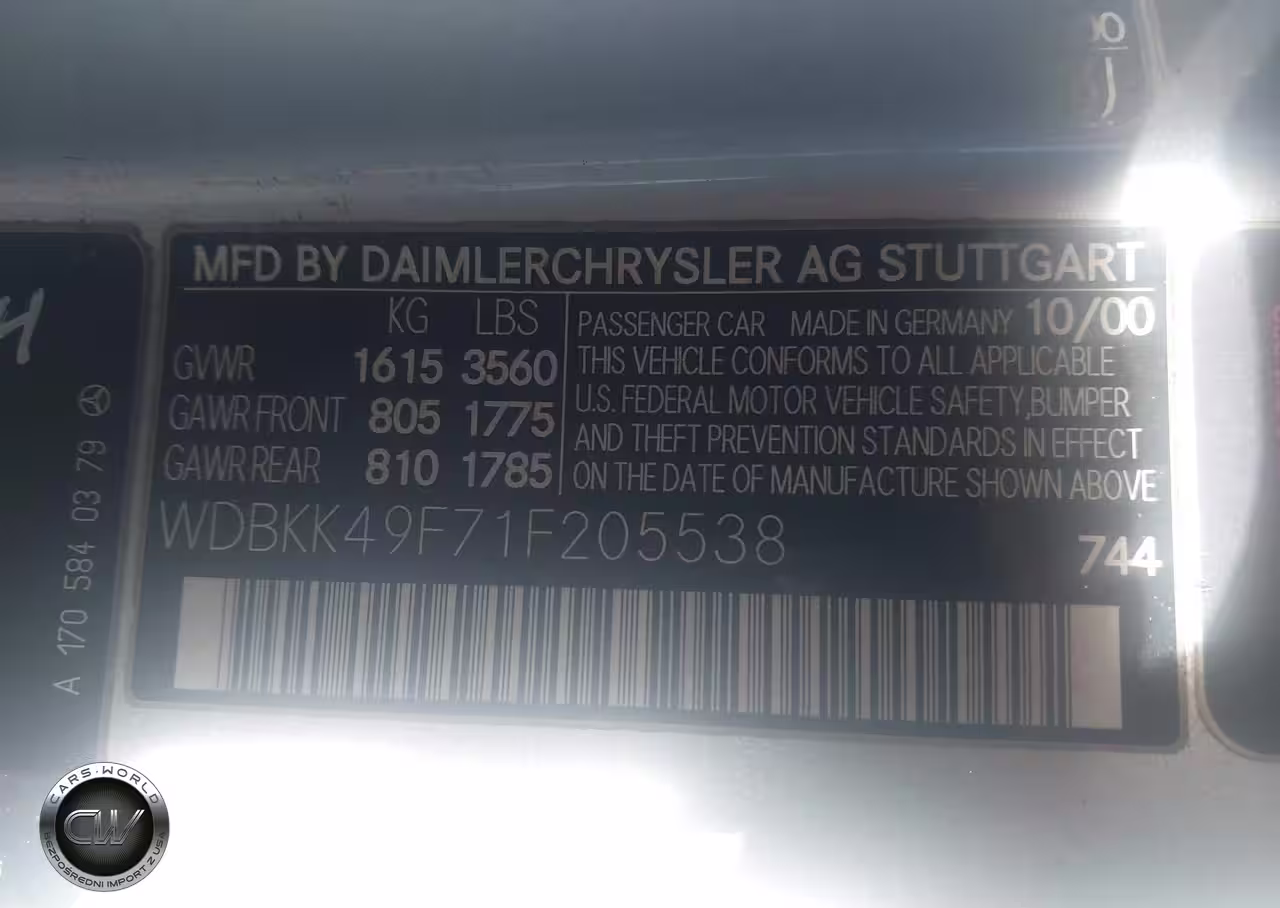 MFD BY DAIMLERCHRYSLER AG STUTTGART
KG LBS
GVWR 1615 3560
GAWR FRONT 805 1775
GAWR REAR 810 1785
PASSENGER CAR MADE IN GERMANY 10/00
THIS VEHICLE CONFORMS TO ALL APPLICABLE
U.S. FEDERAL MOTOR VEHICLE SAFETY,BUMPER
AND THEFT PREVENTION STANDARDS IN EFFECT
ON THE DATE OF MANUFACTURE SHOWN ABOVE
WDBKK49F71F205538
744
A 170 584 03 79
CARS·WORLD
CW
BEZPOŚREDNI IMPORT Z USA